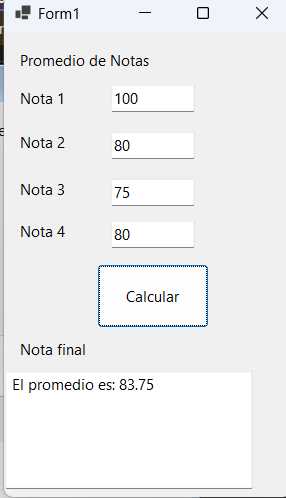 Form1
Promedio de Notas
Nota 1 100
Nota 2 80
Nota 3 75
Nota 4 80
Calcular
Nota final
El promedio es: 83.75